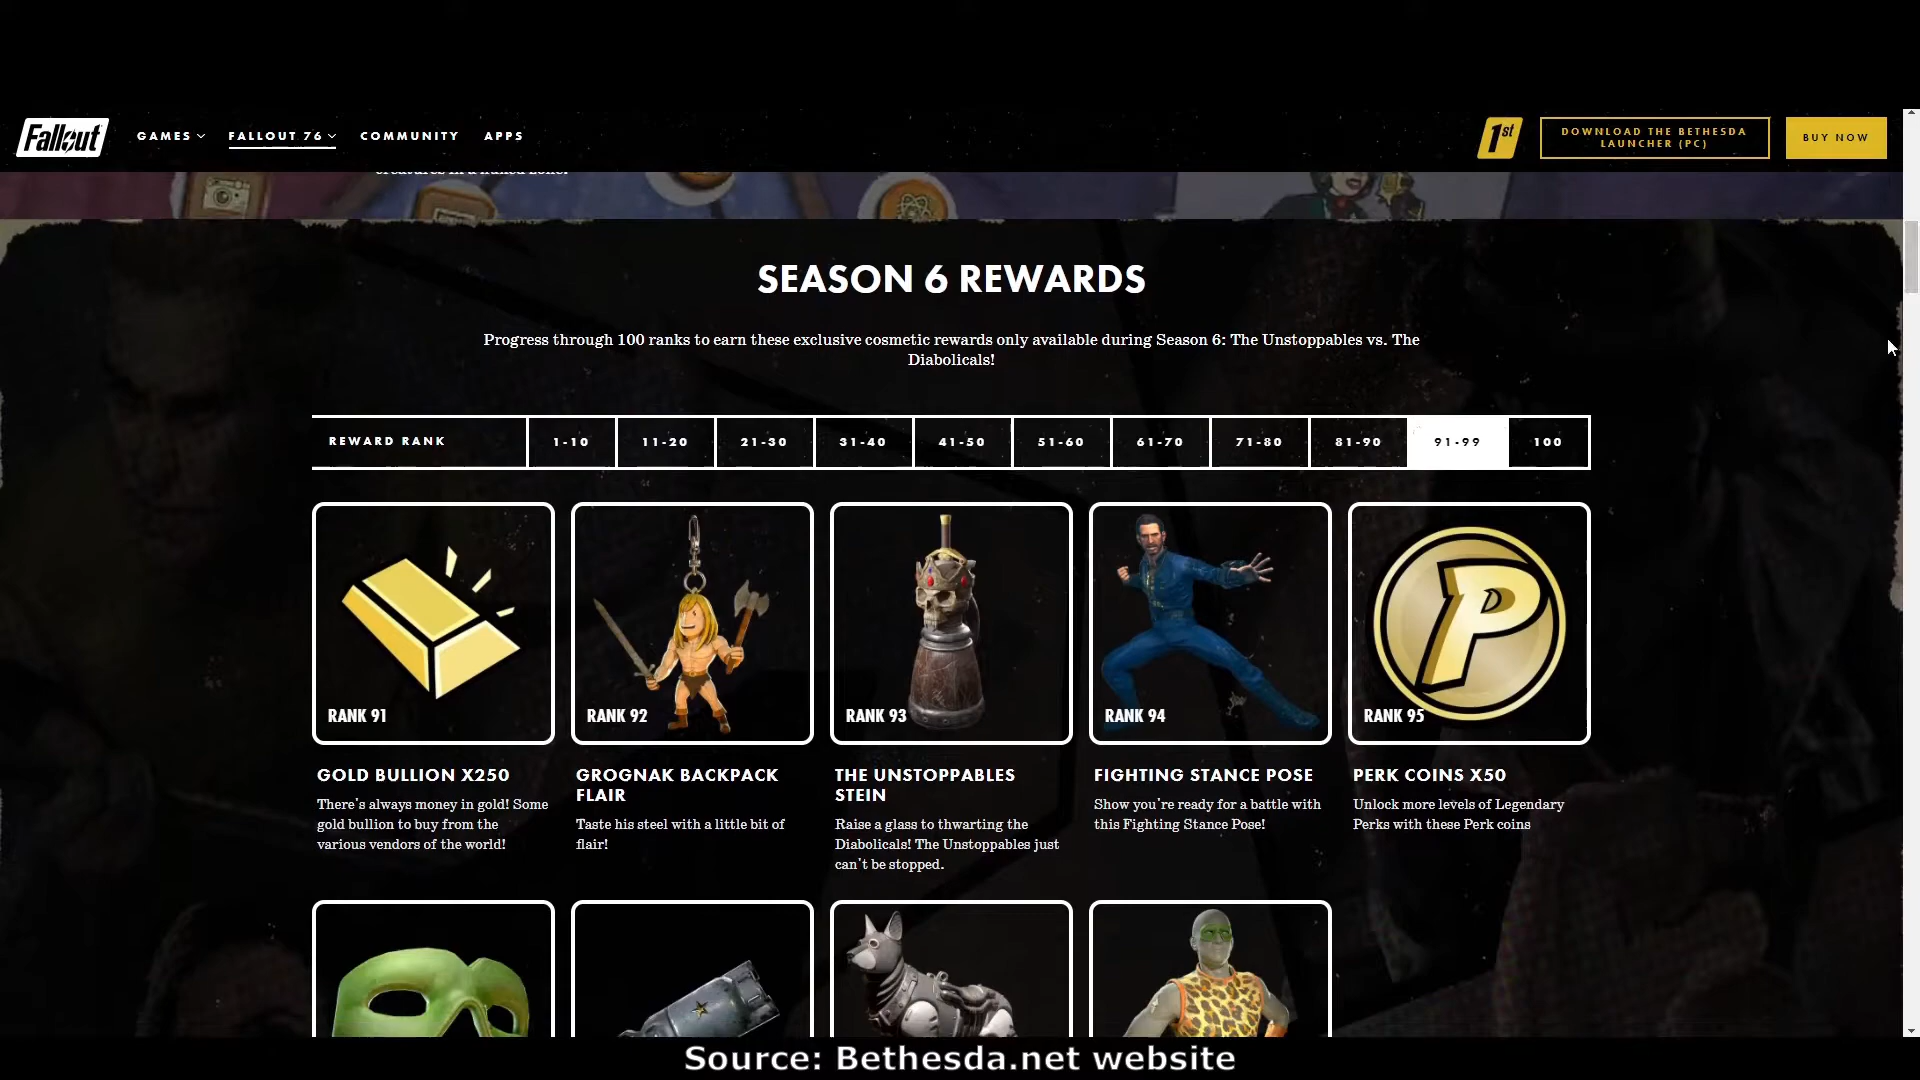 Fallout GAMES FALLOUT 76 COMMUNITY APPS 1st DOWNLOAD THE BETHESDA
LAUNCHER (PC)
BUY NOW
creatures in a nuked zone.
SEASON 6 REWARDS
Progress through 100 ranks to earn these exclusive cosmetic rewards only available during Season 6: The Unstoppables vs. The
Diabolicals!
REWARD RANK 1-10 11-20 21-30 31-40 41-50 51-60 61-70 71-80 81-90 91-99 100
P
RANK 91 RANK 92 RANK 93 RANK 94 RANK 95
GOLD BULLION X250
There's always money in gold! Some
gold bullion to buy from the
various vendors of the world!
GROGNAK BACKPACK
FLAIR
Taste his steel with a little bit of
flair!
THE UNSTOPPABLES
STEIN
Raise a glass to thwarting the
Diabolicals! The Unstoppables just
can't be stopped.
FIGHTING STANCE POSE
Show you're ready for a battle with
this Fighting Stance Pose!
PERK COINS X50
Unlock more levels of Legendary
Perks with these Perk coins
Source: Bethesda.net website